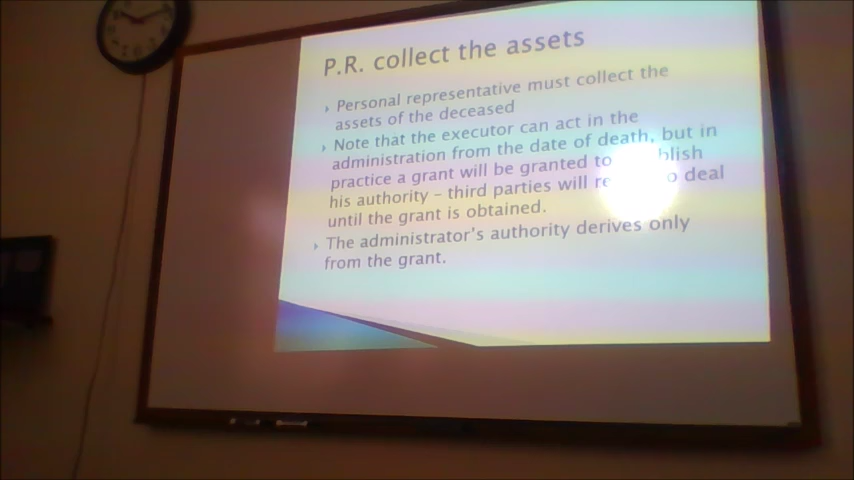 P.R. collect the assets
Personal representative must collect the
assets of the deceased
Note that the executor can act in the
administration from the date of death, but in
practice a grant will be granted to
his authority – third parties will deal
until the grant is obtained.
The administrator's authority derives only
from the grant.